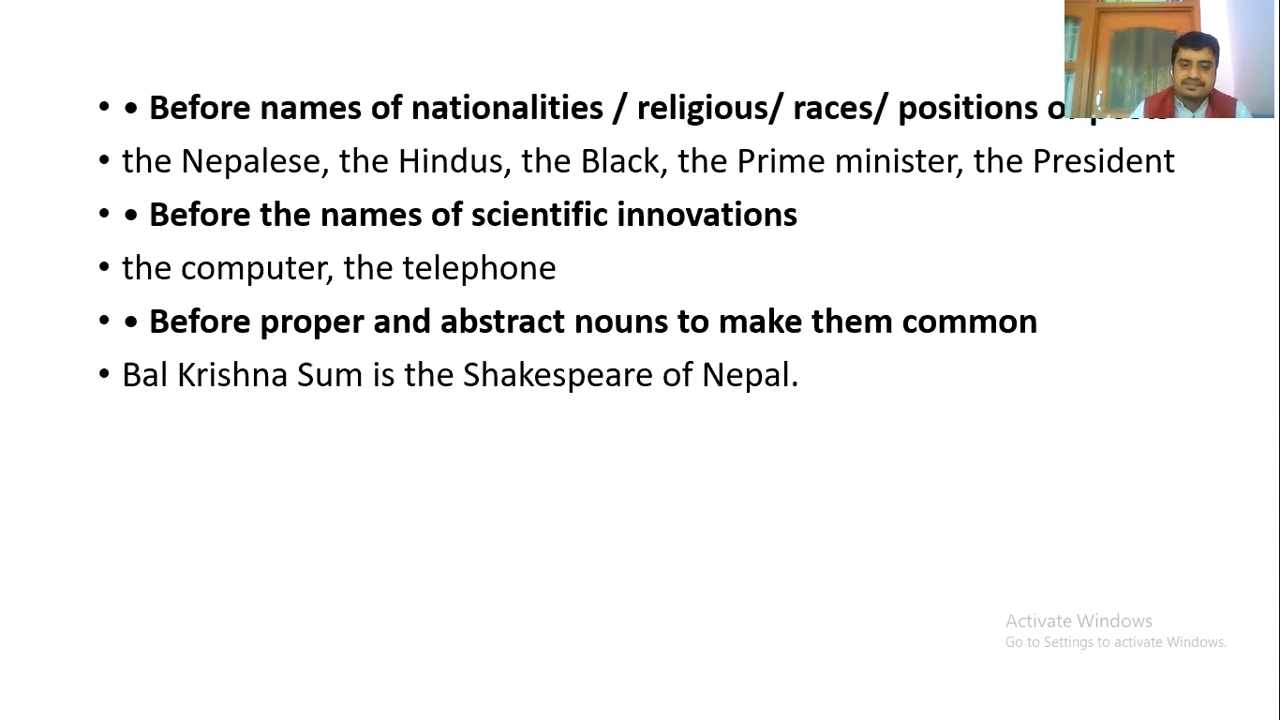 • • Before names of nationalities / religious/ races/ positions
• the Nepalese, the Hindus, the Black, the Prime minister, the President
• • Before the names of scientific innovations
• the computer, the telephone
• • Before proper and abstract nouns to make them common
• Bal Krishna Sum is the Shakespeare of Nepal.
Activate Windows
Go to Settings to activate Windows.